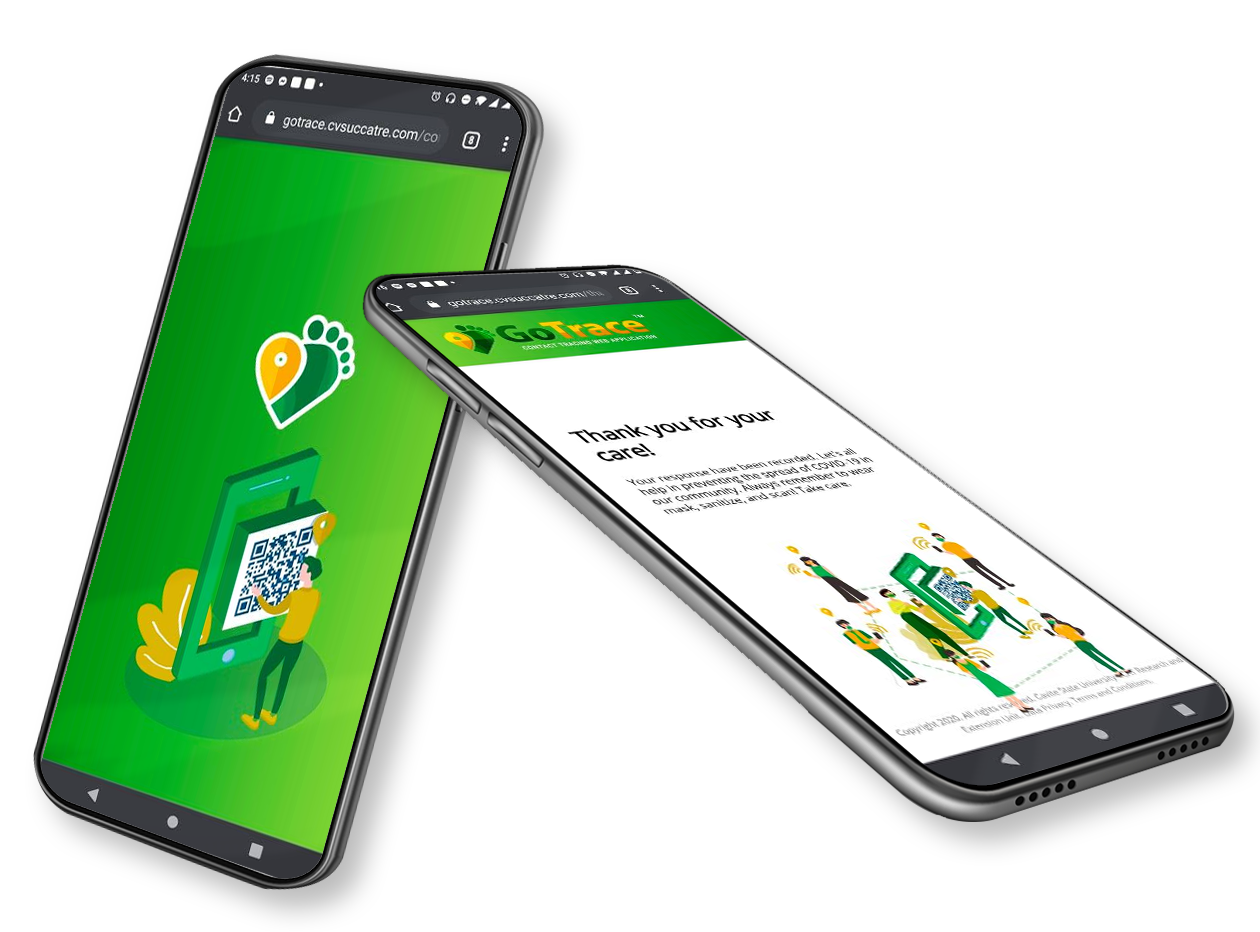 4:15
gotrace.cvsuccatre.com/co
8
gotrace.cvsuccatre.com/tha
GoTrace™
CONTACT TRACING WEB APPLICATION
Thank you for your
care!
Your response have been recorded. Let's all
help in preventing the spread of COVID-19 in
our community. Always remember to wear
mask, sanitize, and scan! Take care.
Copyright 2020. All rights reserved. Cavite State University Research and
Extension Unit. Data Privacy. Terms and Conditions.